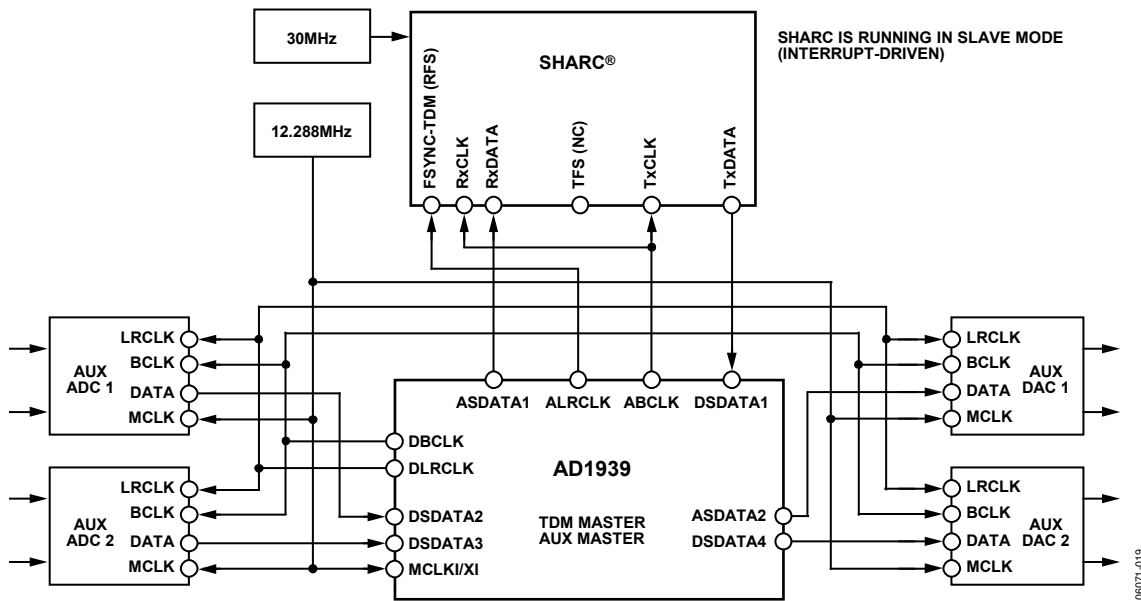 30MHz
12.288MHz
SHARC®
SHARC IS RUNNING IN SLAVE MODE
(INTERRUPT-DRIVEN)
FSYNC-TDM (RFS)
RxCLK
RxDATA
TFS (NC)
TxCLK
TxDATA
AUX
ADC 1
LRCLK
BCLK
DATA
MCLK
AUX
ADC 2
LRCLK
BCLK
DATA
MCLK
ASDATA1
ALRCLK
ABCLK
DSDATA1
DBCLK
DLRCLK
DSDATA2
DSDATA3
MCLKI/XI
AD1939
TDM MASTER
AUX MASTER
ASDATA2
DSDATA4
LRCLK
BCLK
DATA
MCLK
AUX
DAC 1
LRCLK
BCLK
DATA
MCLK
AUX
DAC 2
06071-019